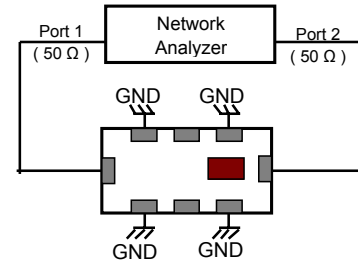 Network
Analyzer
Port 1
( 50 Ω )
Port 2
( 50 Ω )
GND
GND
GND
GND